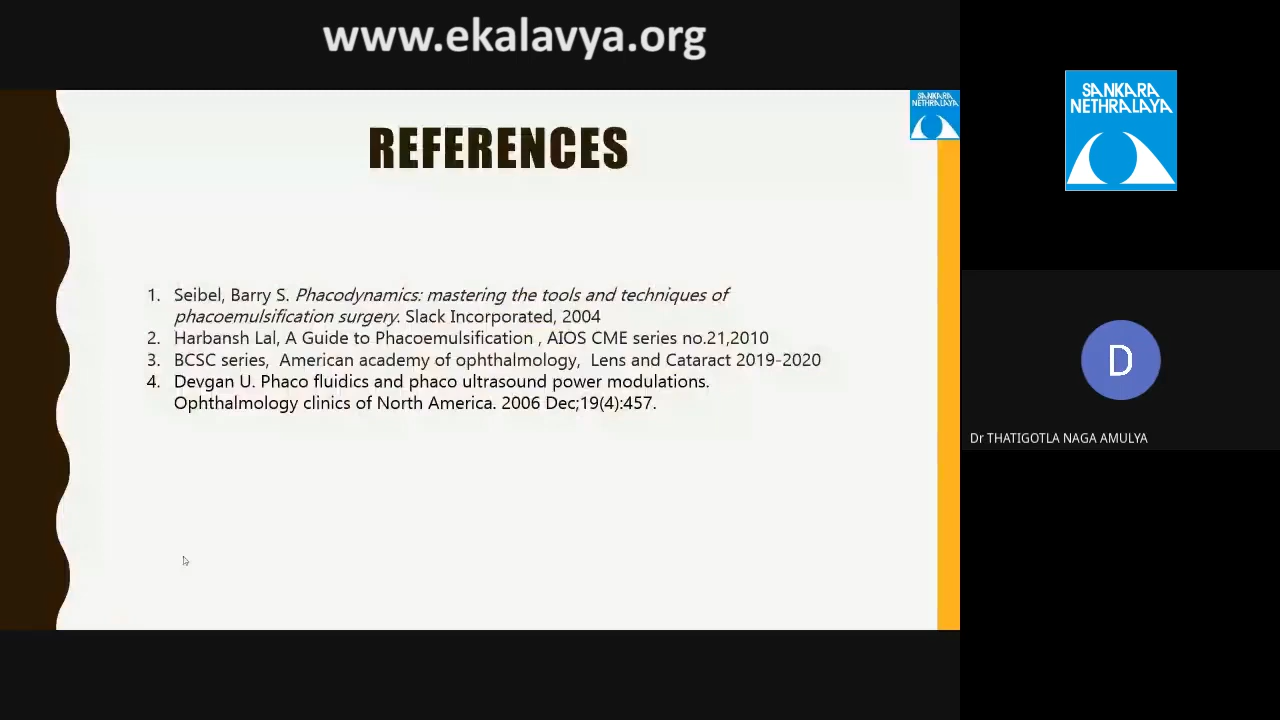 www.ekalavya.org
SANKARA
NETHRALAYA
REFERENCES
1. Seibel, Barry S. Phacodynamics: mastering the tools and techniques of
phacoemulsification surgery. Slack Incorporated, 2004
2. Harbansh Lal, A Guide to Phacoemulsification , AIOS CME series no.21,2010
3. BCSC series, American academy of ophthalmology, Lens and Cataract 2019-2020
4. Devgan U. Phaco fluidics and phaco ultrasound power modulations.
Ophthalmology clinics of North America. 2006 Dec;19(4):457.
SANKARA
NETHRALAYA
D
Dr THATIGOTLA NAGA AMULYA